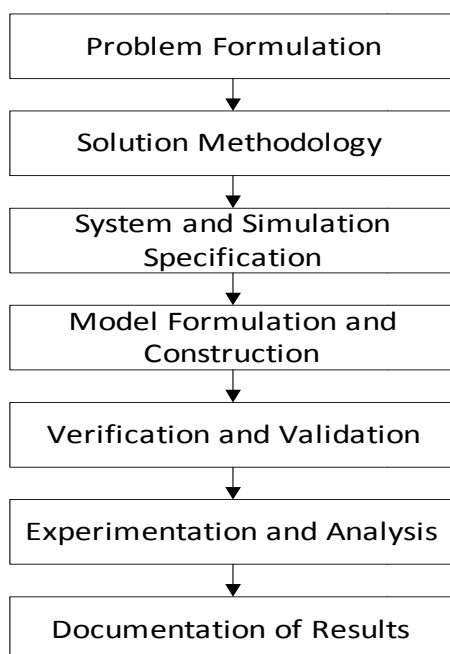 Problem Formulation
Solution Methodology
System and Simulation
Specification
Model Formulation and
Construction
Verification and Validation
Experimentation and Analysis
Documentation of Results